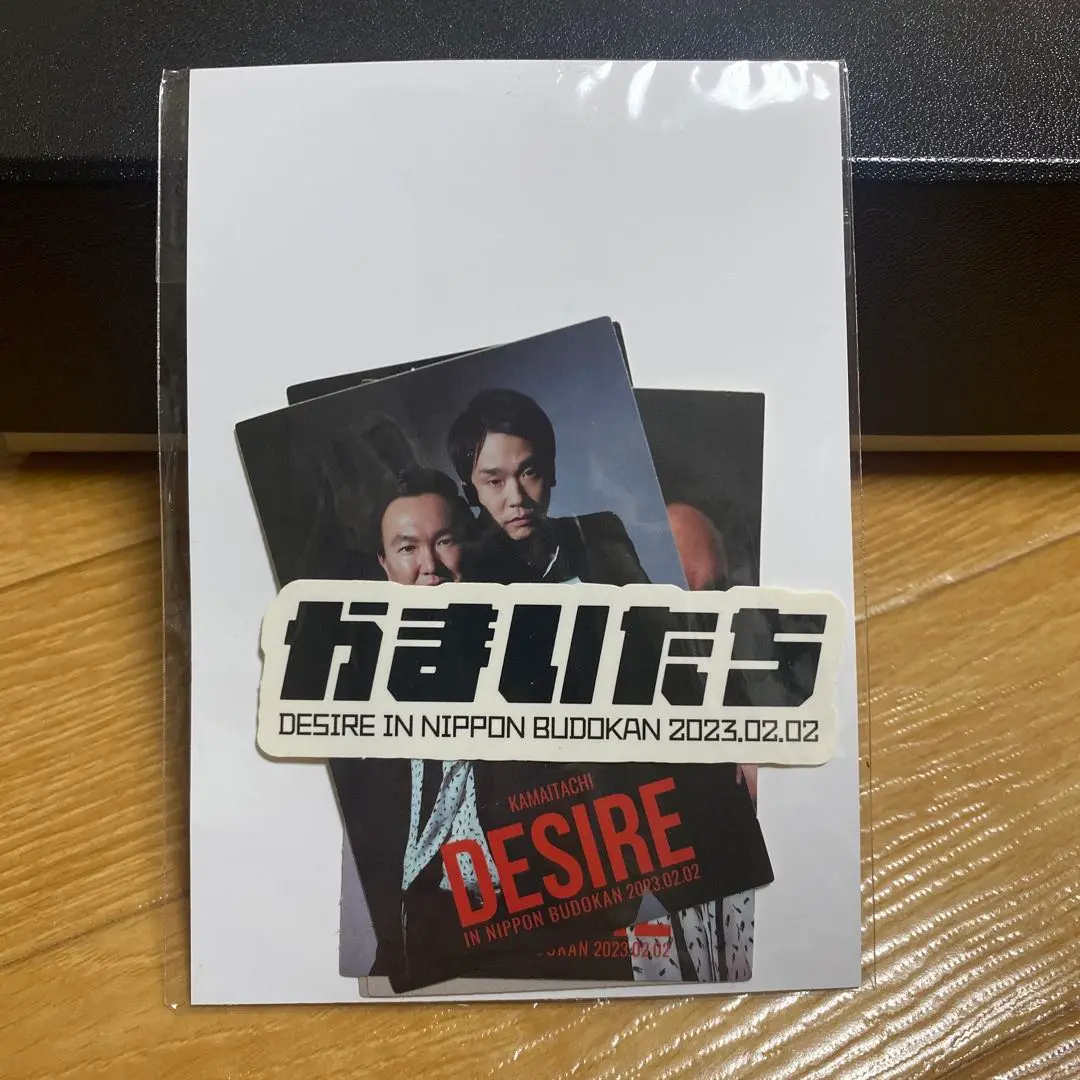 かまいたち
DESIRE IN NIPPON BUDOKAN 2023.02.02
KAMAITACHI
DESIRE
IN NIPPON BUDOKAN 2023.02.02
2023.02.02